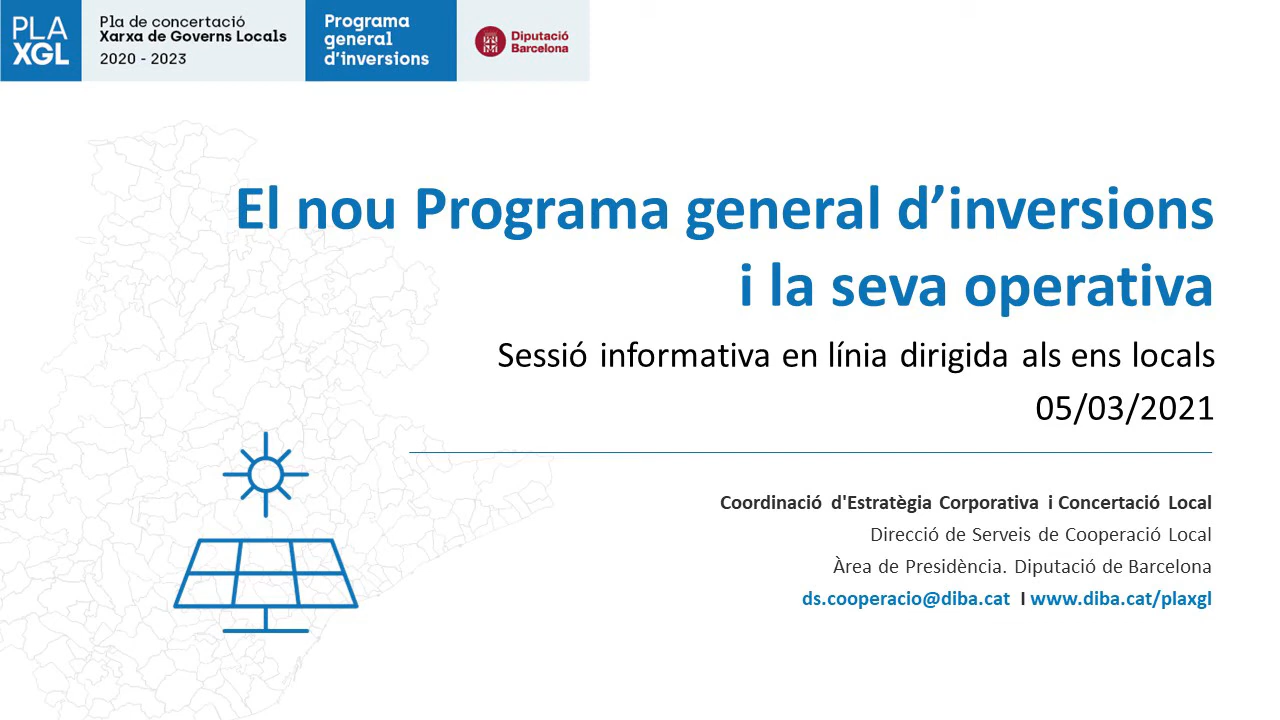 PLA
XGL
Pla de concertació
Xarxa de Governs Locals
2020 - 2023
Programa
general
d'inversions
Diputació
Barcelona
El nou Programa general d’inversions
i la seva operativa
Sessió informativa en línia dirigida als ens locals
05/03/2021
Coordinació d'Estratègia Corporativa i Concertació Local
Direcció de Serveis de Cooperació Local
Àrea de Presidència. Diputació de Barcelona
ds.cooperacio@diba.cat I www.diba.cat/plaxgl